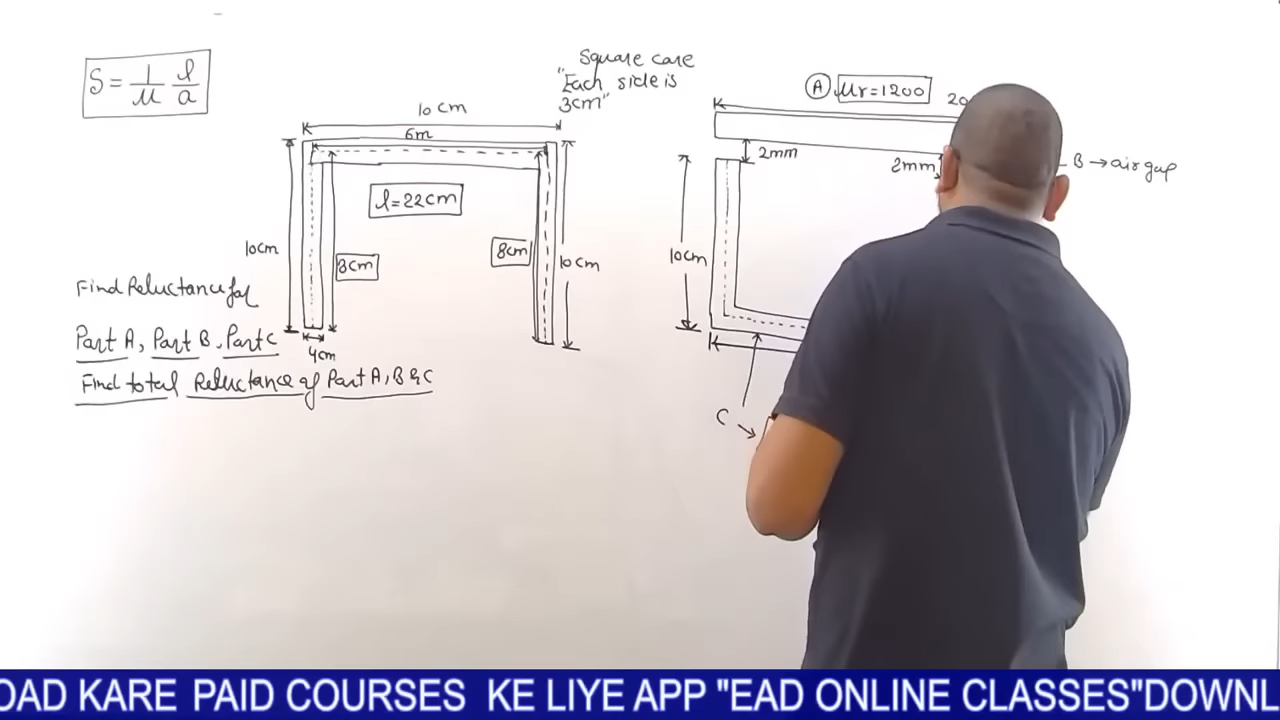 S = 1/μ l/a
Square core
"Each side is
3cm"
10 cm
6m
l=22cm
10cm
8cm
8cm
10cm
4cm
Find Reluctance for
Part A, Part B, Part C
Find total Reluctance of Part A, B & C
A μr=1200
20
2mm
2mm
B → air gap
10cm
C →
OAD KARE PAID COURSES KE LIYE APP "EAD ONLINE CLASSES"DOWNL